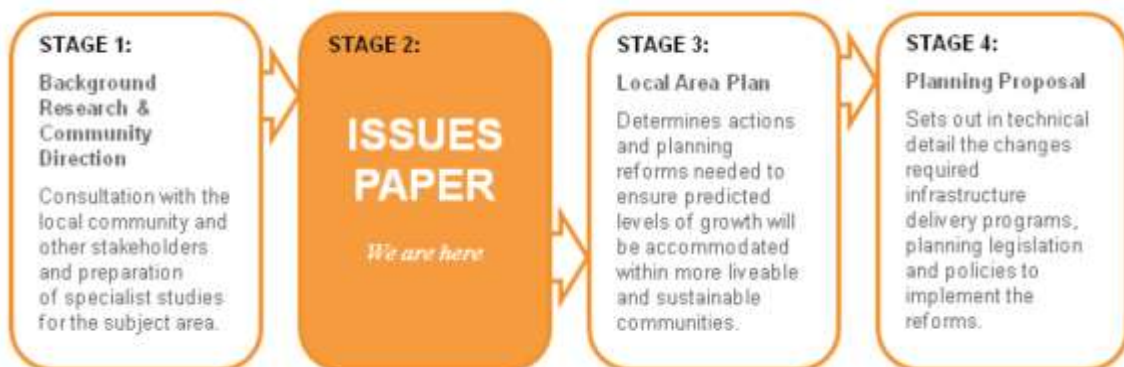 STAGE 1:
Background
Research &
Community
Direction
Consultation with the
local community and
other stakeholders
and preparation
of specialist studies
for the subject area.
STAGE 2:
ISSUES
PAPER
We are here
STAGE 3:
Local Area Plan
Determines actions
and planning
reforms needed to
ensure predicted
levels of growth will
be accommodated
within more liveable
and sustainable
communities.
STAGE 4:
Planning Proposal
Sets out in technical
detail the changes
required
infrastructure
delivery programs,
planning legislation
and policies to
implement the
reforms.